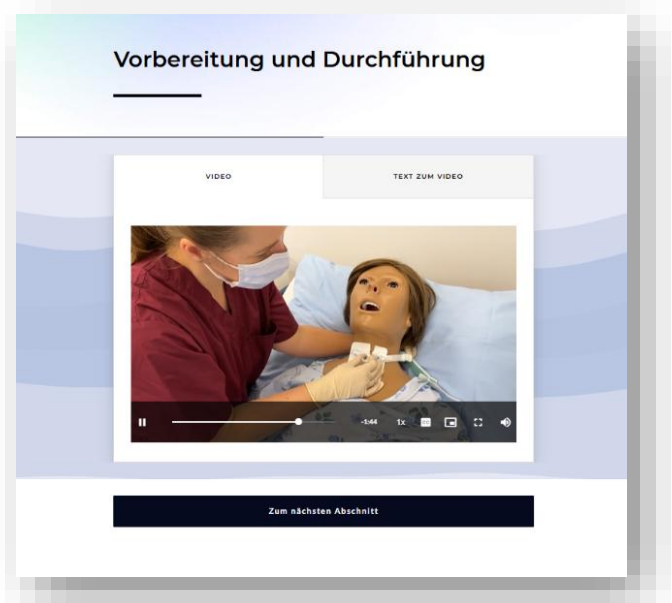 Vorbereitung und Durchführung
VIDEO
TEXT ZUM VIDEO
-1:44
1x
Zum nächsten Abschnitt